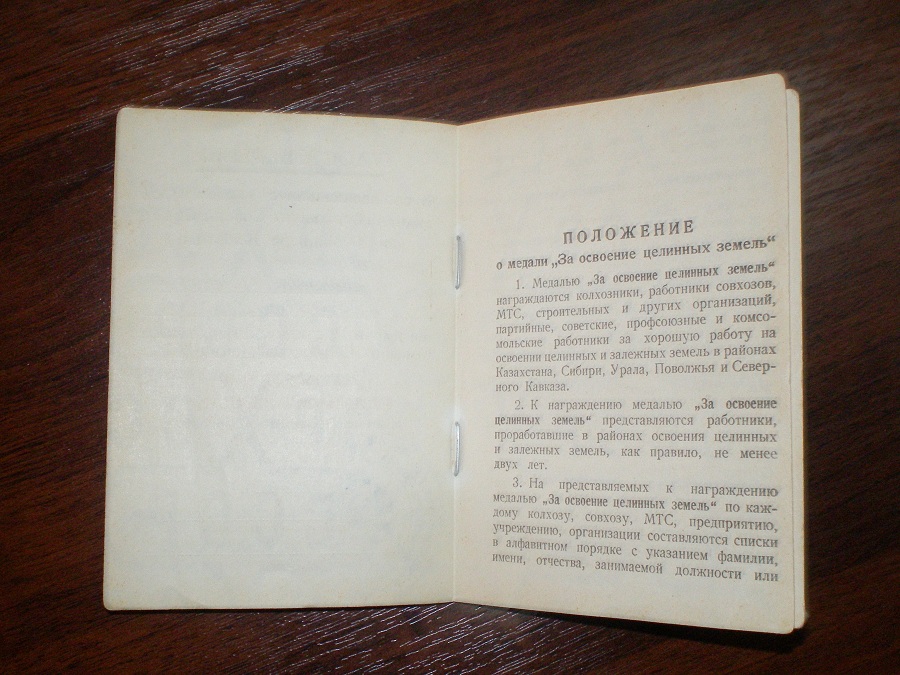 ПОЛОЖЕНИЕ
о медали „За освоение целинных земель“
1. Медалью „За освоение целинных земель“
награждаются колхозники, работники совхозов,
МТС, строительных и других организаций,
партийные, советские, профсоюзные и комсо-
мольские работники за хорошую работу на
освоении целинных и залежных земель в районах
Казахстана, Сибири, Урала, Поволжья и Север-
ного Кавказа.
2. К награждению медалью „За освоение
целинных земель“ представляются работники,
проработавшие в районах освоения целинных
и залежных земель, как правило, не менее
двух лет.
3. На представляемых к награждению
медалью „За освоение целинных земель“ по каж-
дому колхозу, совхозу, МТС, предприятию,
учреждению, организации составляются списки
в алфавитном порядке с указанием фамилии,
имени, отчества, занимаемой должности или